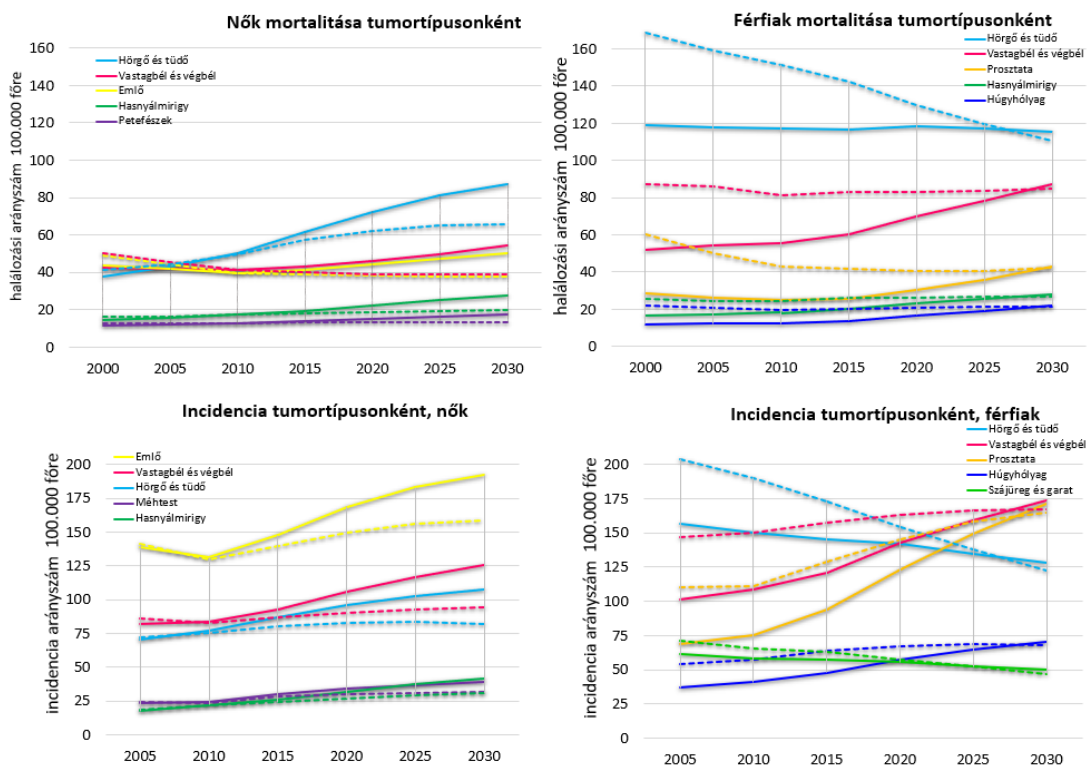 Nők mortalitása tumortípusonként
halálozási arányszám 100.000 főre
160
140
120
100
80
60
40
20
0
Hörgő és tüdő
Vastagbél és végbél
Emlő
Hasnyálmirigy
Petefészek
2000 2005 2010 2015 2020 2025 2030
Férfiak mortalitása tumortípusonként
halálozási arányszám 100.000 főre
160
140
120
100
80
60
40
20
0
Hörgő és tüdő
Vastagbél és végbél
Prosztata
Hasnyálmirigy
Húgyhólyag
2000 2005 2010 2015 2020 2025 2030
Incidencia tumortípusonként, nők
incidencia arányszám 100.000 főre
200
175
150
125
100
75
50
25
0
Emlő
Vastagbél és végbél
Hörgő és tüdő
Méhtest
Hasnyálmirigy
2005 2010 2015 2020 2025 2030
Incidencia tumortípusonként, férfiak
incidencia arányszám 100.000 főre
200
175
150
125
100
75
50
25
0
Hörgő és tüdő
Vastagbél és végbél
Prosztata
Húgyhólyag
Szájüreg és garat
2005 2010 2015 2020 2025 2030